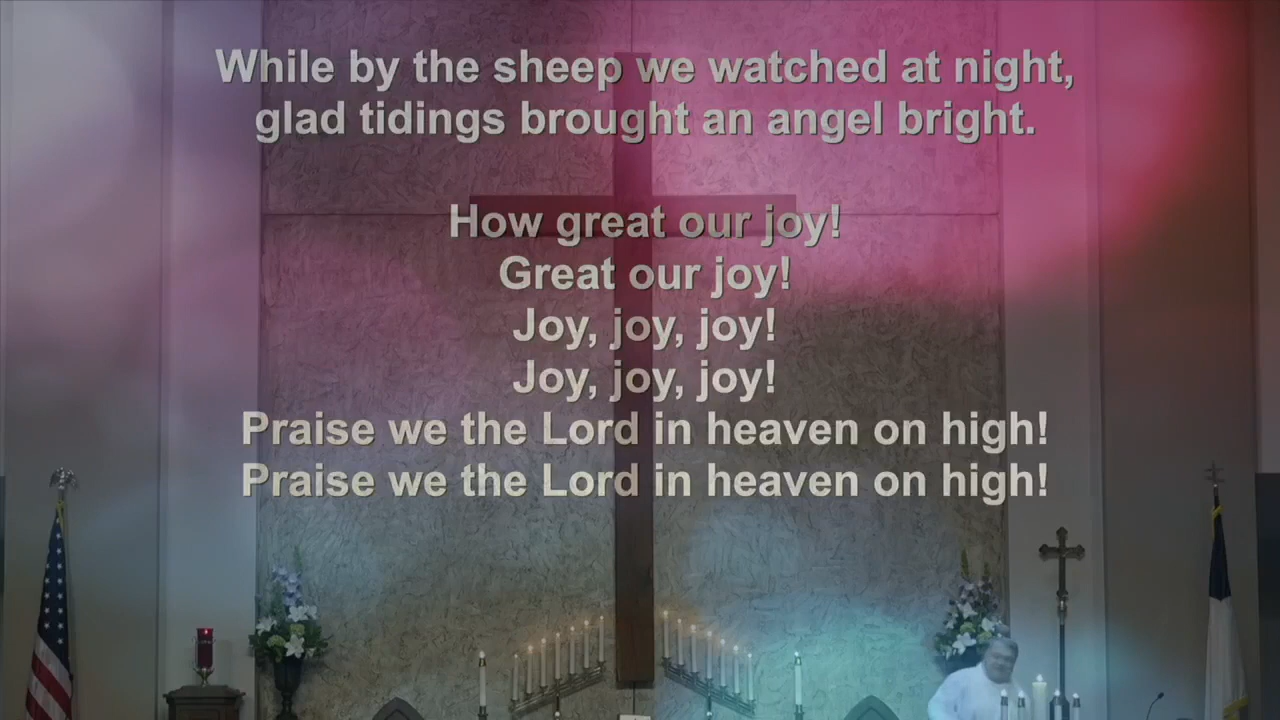 While by the sheep we watched at night,
glad tidings brought an angel bright.
How great our joy!
Great our joy!
Joy, joy, joy!
Joy, joy, joy!
Praise we the Lord in heaven on high!
Praise we the Lord in heaven on high!